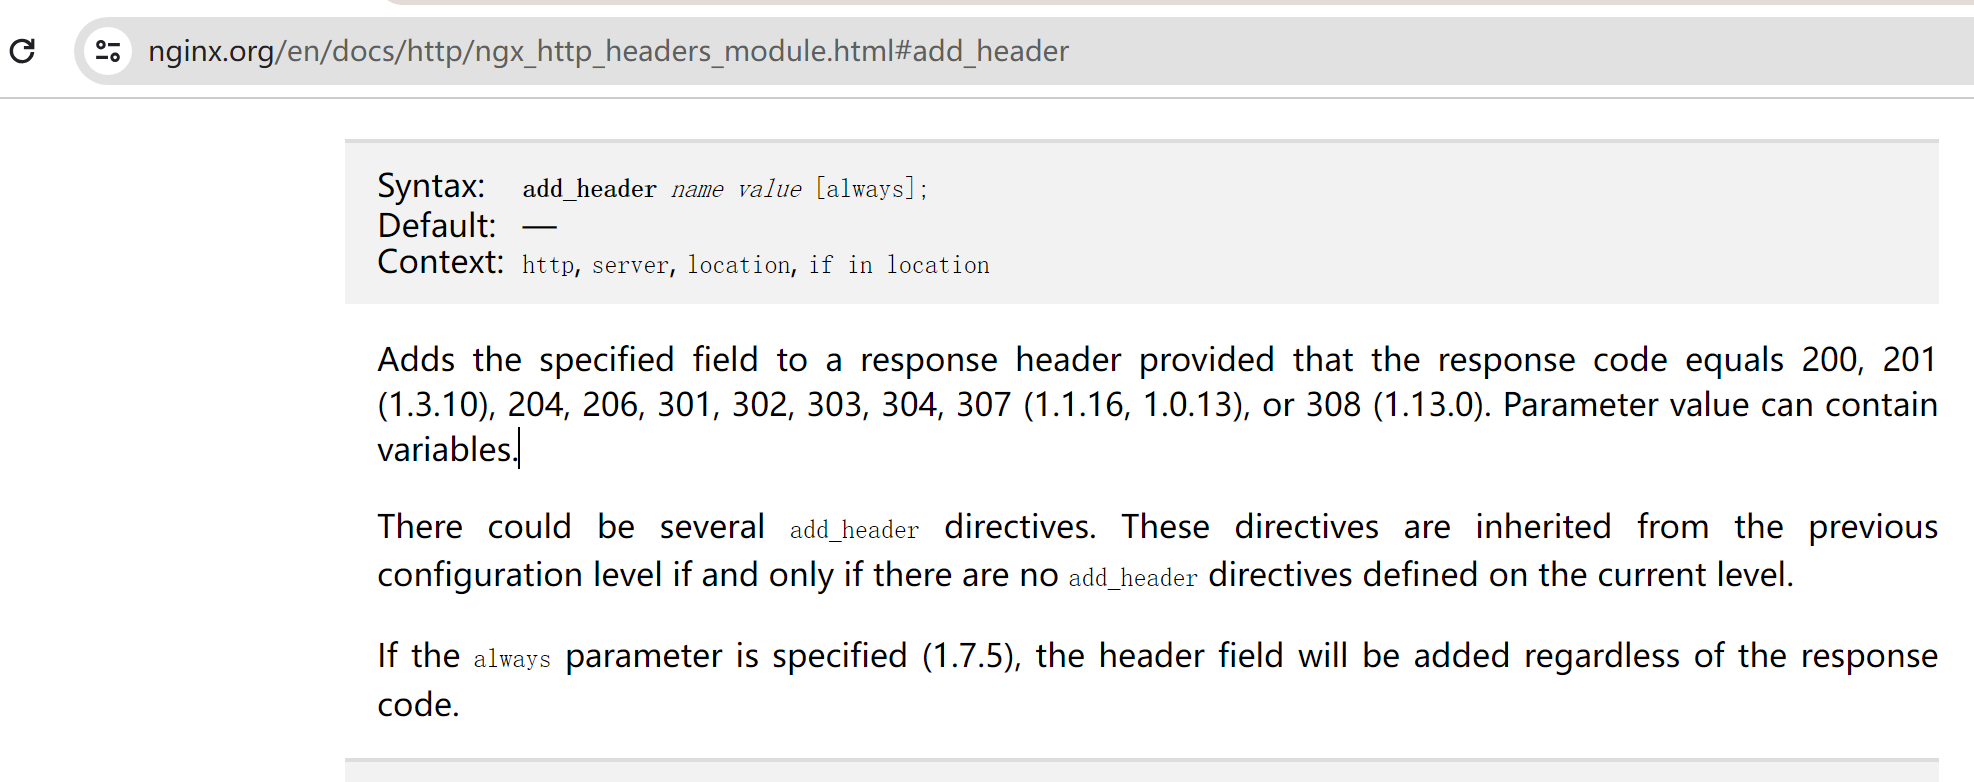 nginx.org/en/docs/http/ngx_http_headers_module.html#add_header
Syntax: add_header name value [always];
Default: —
Context: http, server, location, if in location
Adds the specified field to a response header provided that the response code equals 200, 201
(1.3.10), 204, 206, 301, 302, 303, 304, 307 (1.1.16, 1.0.13), or 308 (1.13.0). Parameter value can contain
variables.
There could be several add_header directives. These directives are inherited from the previous
configuration level if and only if there are no add_header directives defined on the current level.
If the always parameter is specified (1.7.5), the header field will be added regardless of the response
code.